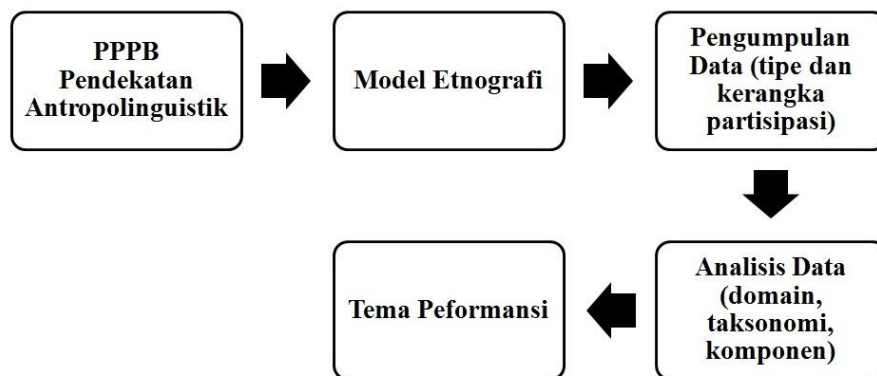 PPPB
Pendekatan
Antropolinguistik
Model Etnografi
Pengumpulan
Data (tipe dan
kerangka
partisipasi)
Analisis Data
(domain,
taksonomi,
komponen)
Tema Peformansi